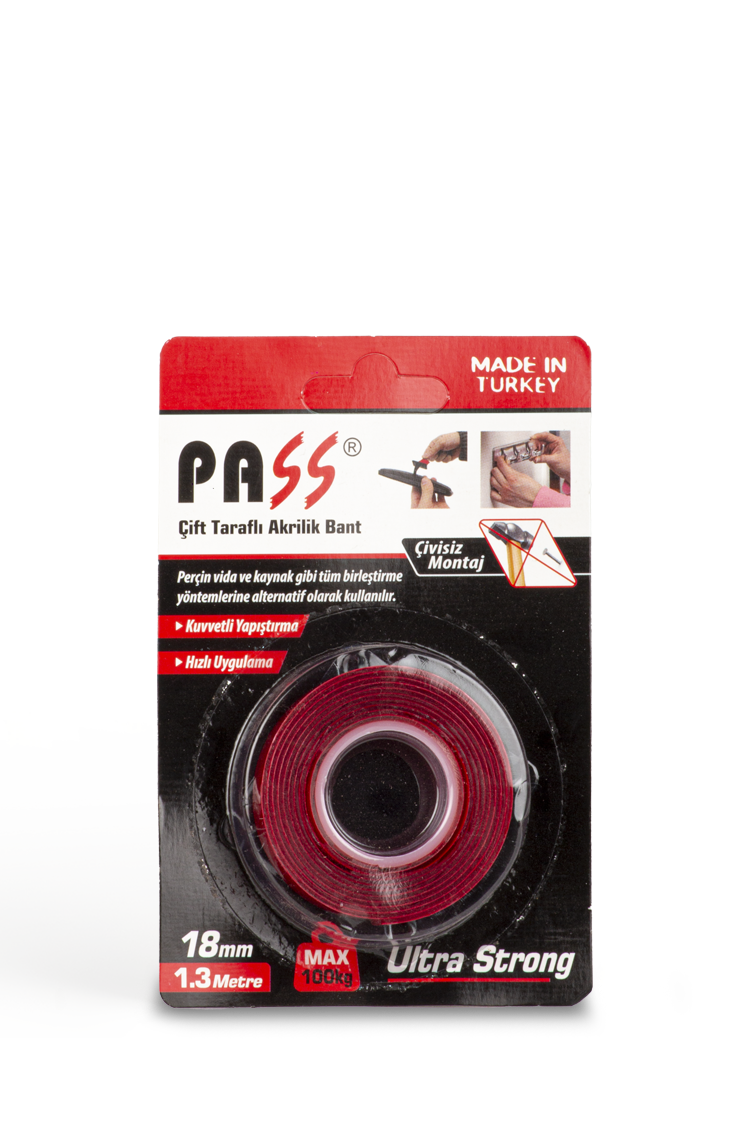 MADE IN
TURKEY
PASS®
Çift Taraflı Akrilik Bant
Çivisiz
Montaj
Perçin vida ve kaynak gibi tüm birleştirme
yöntemlerine alternatif olarak kullanılır.
Kuvvetli Yapıştırma
Hızlı Uygulama
18mm
1.3 Metre
MAX
100kg
Ultra Strong